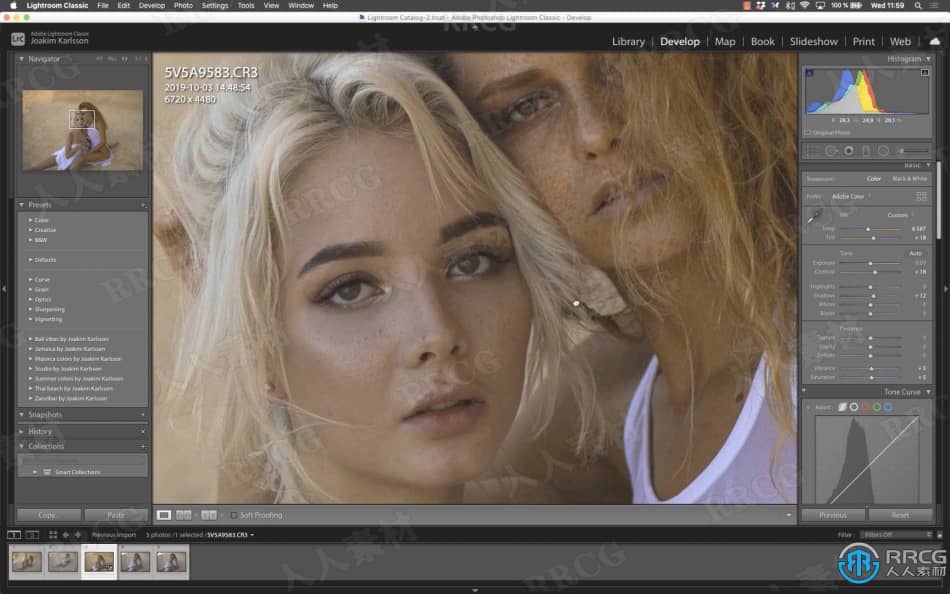 Lightroom Classic File Edit Develop Photo Settings Tools View Window Help 100 % Wed 11:59
Lightroom Catalog-2.lrcat - Adobe Photoshop Lightroom Classic - Develop
LrC
Adobe Lightroom Classic
Joakim Karlsson
Library | Develop | Map | Book | Slideshow | Print | Web
Navigator
Histogram
5V5A9583.CR3
2019-10-03 14:48:54
6720 x 4480
R 28,3 % 24,9 B 20,1 %
Original Photo
Basic
Treatment: Color Black & White
Profile: Adobe Color
WB: Custom
Temp 4 587
Tint + 18
Tone Auto
Exposure 0,01
Contrast + 18
Highlights 0
Shadows + 12
Whites 0
Blacks 0
Presence
Texture 0
Clarity 0
Dehaze 0
Vibrance + 5
Saturation + 5
Tone Curve
Adjust:
Previous Reset
Presets
Color
Creative
B&W
Defaults
Curve
Grain
Optics
Sharpening
Vignetting
Bali vibes by Joakim Karlsson
Jamaica by Joakim Karlsson
Majorca colors by Joakim Karlsson
Studio by Joakim Karlsson
Summer colors by Joakim Karlsson
Thai beach by Joakim Karlsson
Zanzibar by Joakim Karlsson
Snapshots
History
Collections
Smart Collections
Copy... Paste
Soft Proofing
1 2 Previous Import 5 photos / 1 selected / 5V5A9583.CR3
Filter: Filters Off
RRCG
人人素材